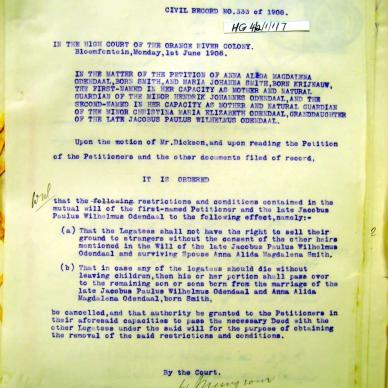 CIVIL RECORD NO.333 of 1908.
HG 4/2/1/1/17
IN THE HIGH COURT OF THE ORANGE RIVER COLONY.
Bloemfontein,Monday,1st June 1908.
IN THE MATTER OF THE PETITION OF ANNA ALIDA MAGDALENA
ODENDAAL,BORN SMITH,AND MARIA JOHANNA SMITH,BORN KRIJNAUW,
THE FIRST-NAMED IN HER CAPACITY AS MOTHER AND NATURAL
GUARDIAN OF THE MINOR HENDRIK JOHANNES ODENDAAL,AND THE
SECOND-NAMED IN HER CAPACITY AS MOTHER AND NATURAL GUARDIAN
OF THE MINOR CHRISTINA MARIA ELIZABETH ODENDAAL,GRANDDAUGHTER
OF THE LATE JACOBUS PAULUS WILHELMUS ODENDAAL.
Upon the motion of Mr.Dickson,and upon reading the Petition
of the Petitioners and the other documents filed of record,
IT IS ORDERED
that the following restrictions and conditions contained in the
mutual will of the first-named Petitioner and the late Jacobus
Paulus Wilhelmus Odendaal to the following effect,namely:-
(a) That the Legatees shall not have the right to sell their
ground to strangers without the consent of the other heirs
mentioned in the Will of the late Jacobus Paulus Wilhelmus
Odendaal and surviving Spouse Anna Alida Magdalena Smith.
(b) That in case any of the legatees should die without
leaving children,then his or her portion shall pass over
to the remaining son or sons born from the marriage of the
late Jacobus Paulus Wilhelmus Odendaal and Anna Alida
Magdalena Odendaal,born Smith,
be cancelled,and that authority be granted to the Petitioners in
their aforesaid capacities to pass the necessary Deed with the
other Legatees under the said will for the purpose of obtaining
the removal of the said restrictions and conditions.
By the Court.